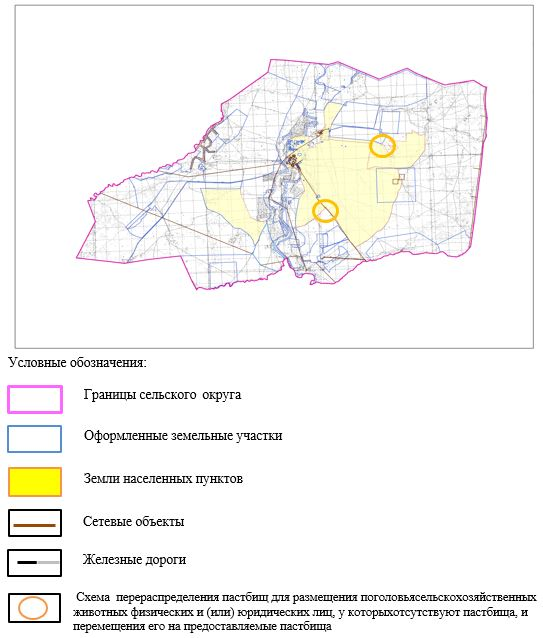 Условные обозначения:
Границы сельского округа
Оформленные земельные участки
Земли населенных пунктов
Сетевые объекты
Железные дороги
Схема перераспределения пастбищ для размещения поголовьясельскохозяйственных
животных физических и (или) юридических лиц, у которыхотсутствуют пастбища, и
перемещения его на предоставляемые пастбища